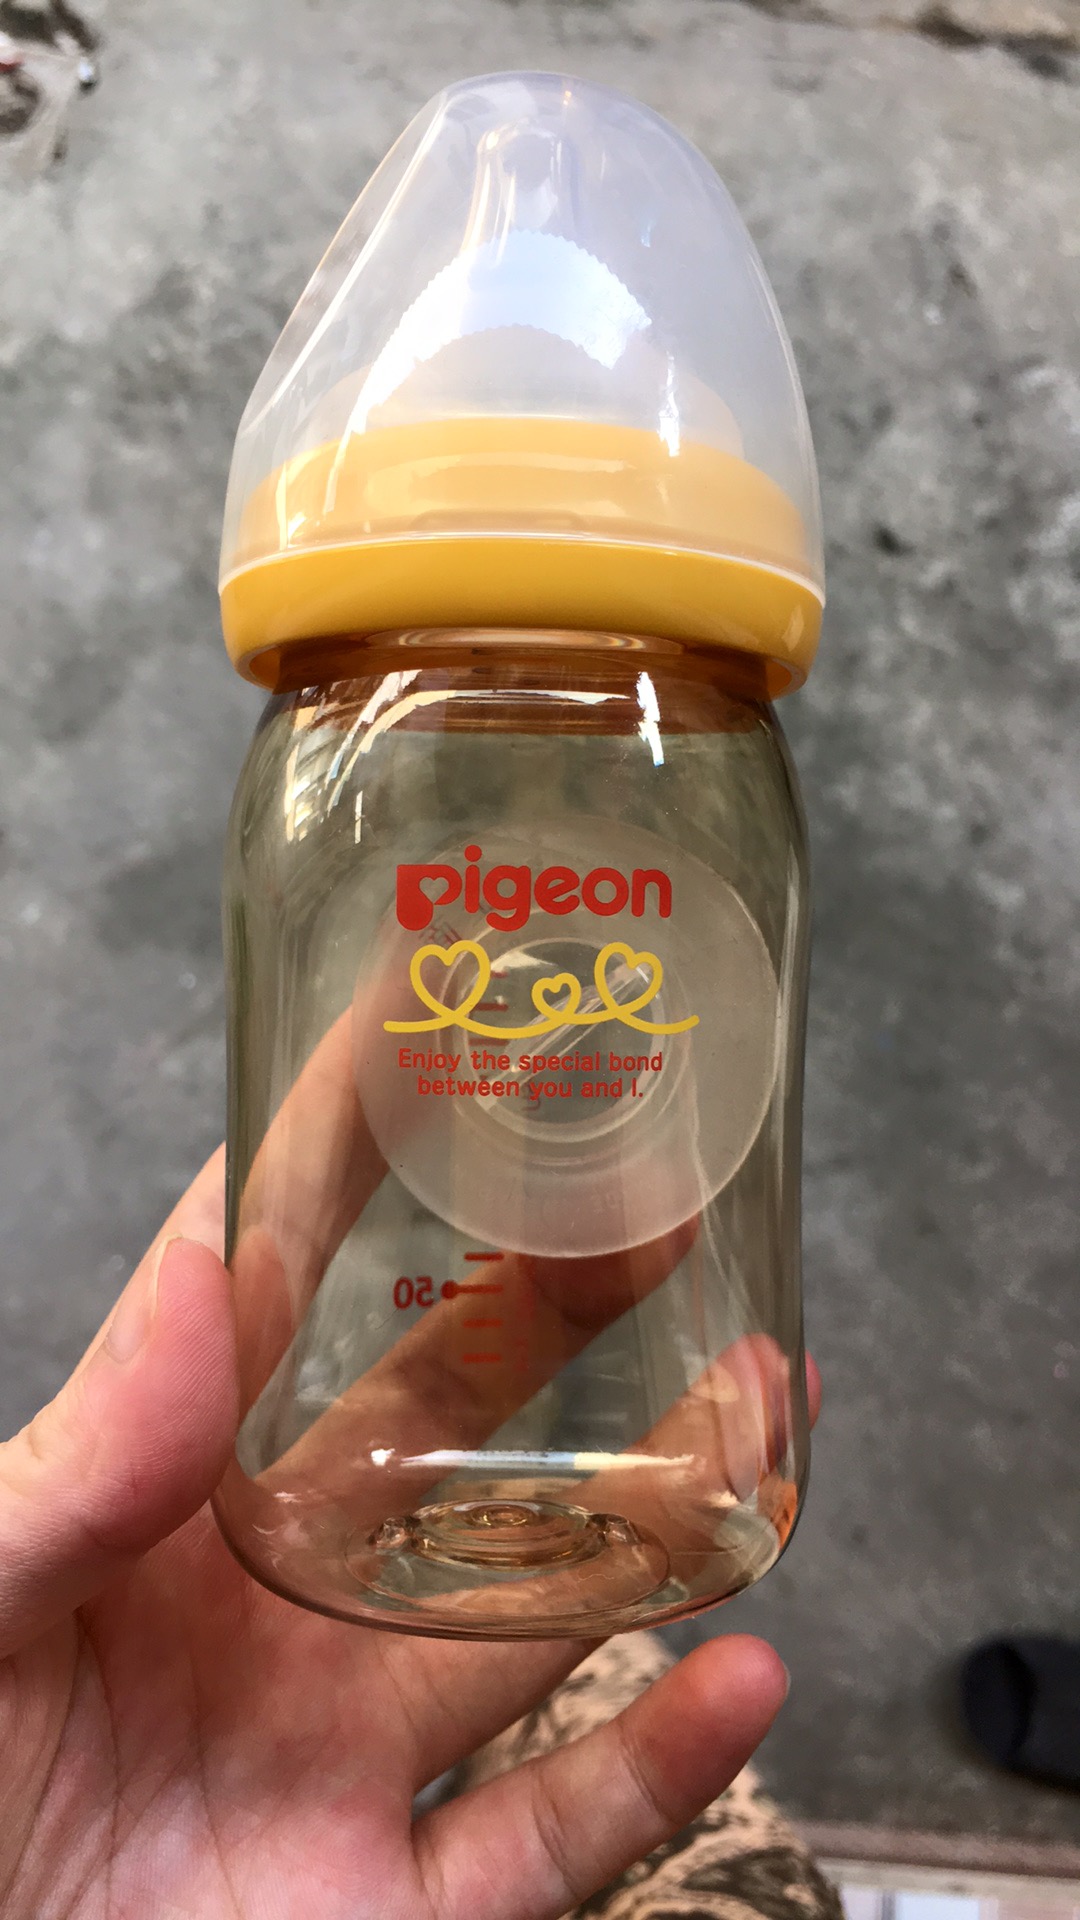 pigeon
Enjoy the special bond
between you and I.
50